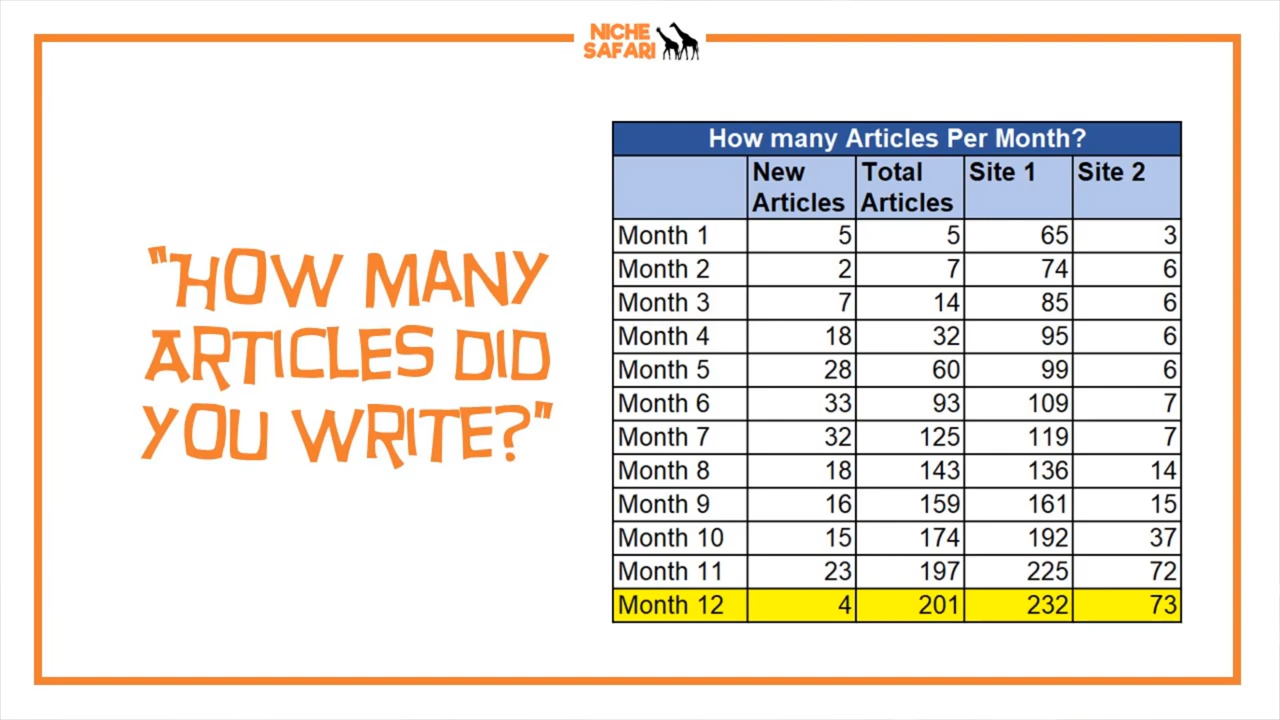 NICHE
SAFARI
"HOW MANY
ARTICLES DID
YOU WRITE?"
How many Articles Per Month?
New Articles Total Articles Site 1 Site 2
Month 1 5 5 65 3
Month 2 2 7 74 6
Month 3 7 14 85 6
Month 4 18 32 95 6
Month 5 28 60 99 6
Month 6 33 93 109 7
Month 7 32 125 119 7
Month 8 18 143 136 14
Month 9 16 159 161 15
Month 10 15 174 192 37
Month 11 23 197 225 72
Month 12 4 201 232 73